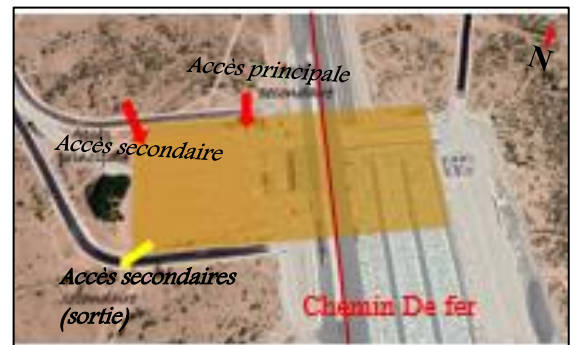 N
Accès principale
Accès secondaire
Accès secondaires
(sortie)
Chemin De fer